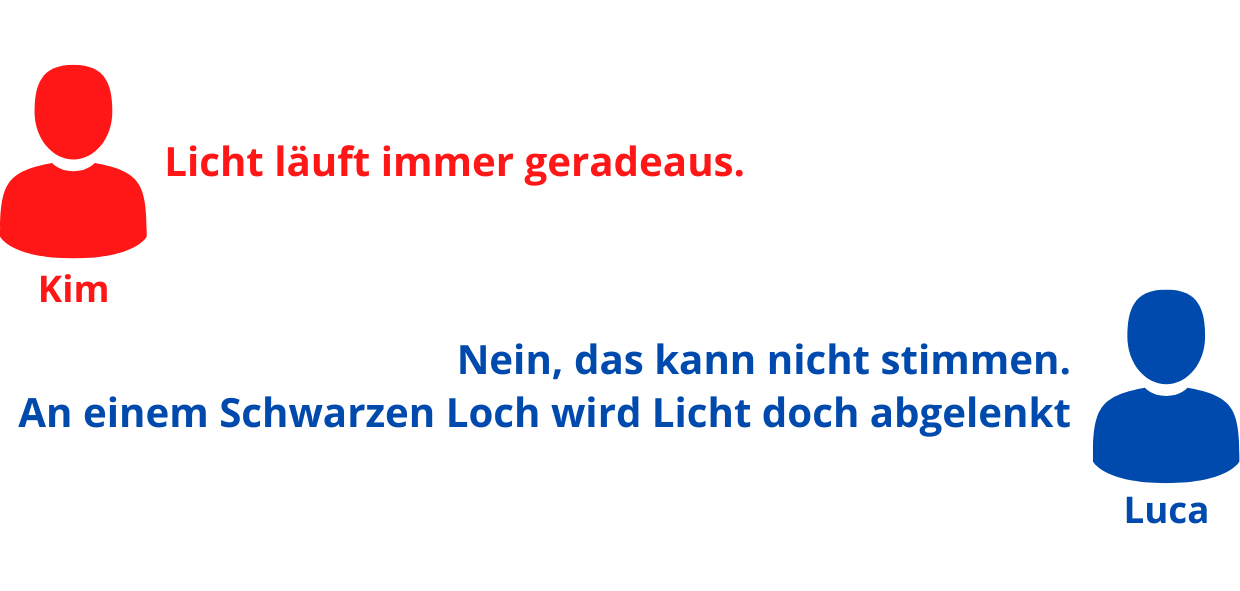 Licht läuft immer geradeaus.
Kim
Nein, das kann nicht stimmen.
An einem Schwarzen Loch wird Licht doch abgelenkt
Luca